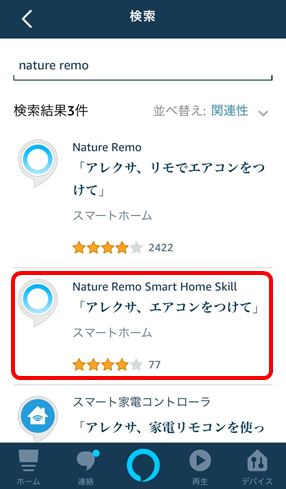 検索
nature remo
検索結果3件
並べ替え: 関連性
Nature Remo
「アレクサ、リモでエアコンをつ
けて」
スマートホーム
2422
Nature Remo Smart Home Skill
「アレクサ、エアコンをつけて」
スマートホーム
77
スマート家電コントローラ
「アレクサ、家電リモコンを使っ
ホーム
連絡
再生
デバイス